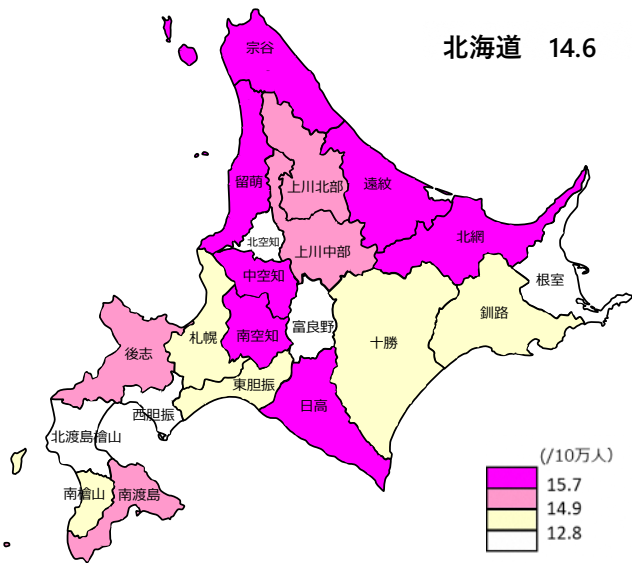 北海道　14.6
宗谷
留萌
上川北部
遠紋
北空知
上川中部
北網
中空知
根室
富良野
釧路
札幌
南空知
十勝
後志
東胆振
日高
西胆振
北渡島檜山
南檜山
南渡島
(/10万人)
15.7
14.9
12.8